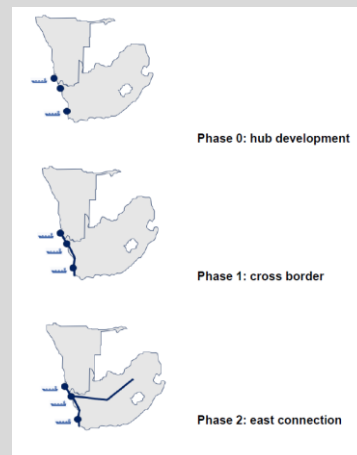 Phase 0: hub development
Phase 1: cross border
Phase 2: east connection